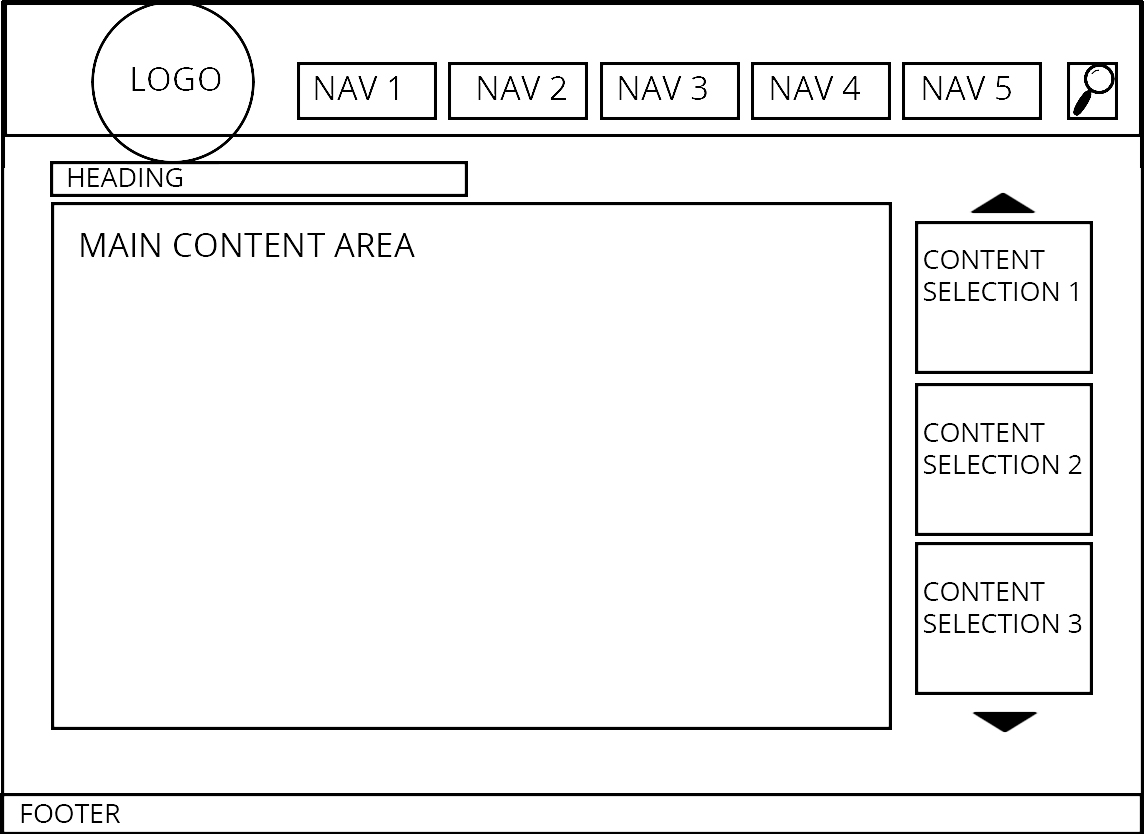 LOGO
NAV 1
NAV 2
NAV 3
NAV 4
NAV 5
HEADING
MAIN CONTENT AREA
CONTENT
SELECTION 1
CONTENT
SELECTION 2
CONTENT
SELECTION 3
FOOTER